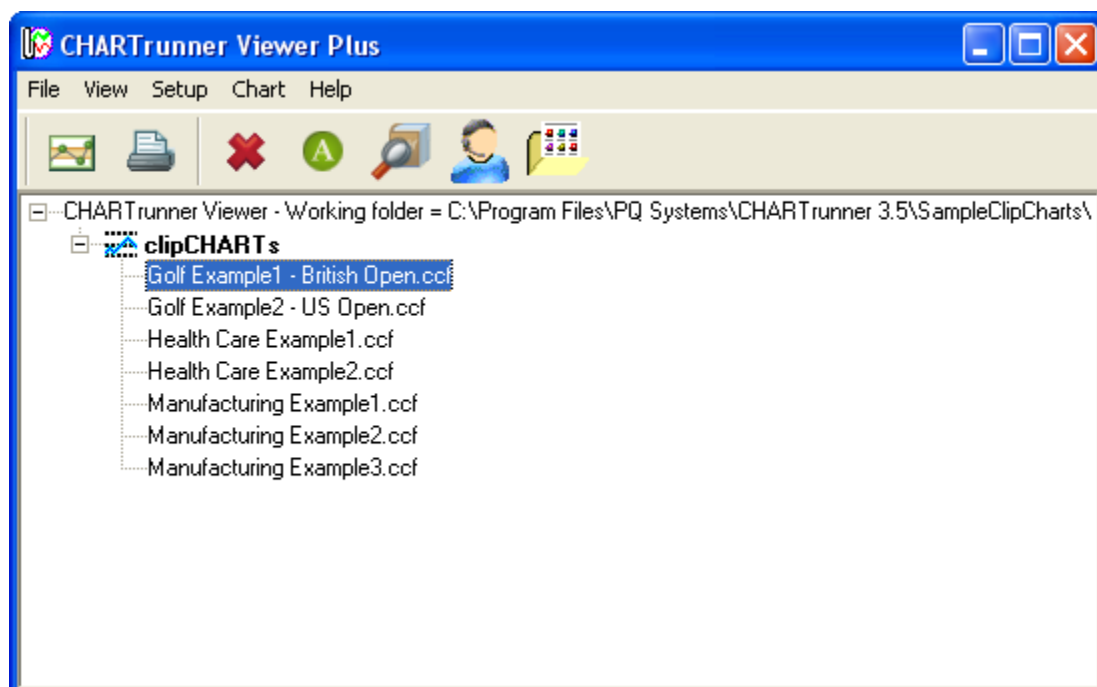 CHARTrunner Viewer Plus
File View Setup Chart Help
A
CHARTrunner Viewer - Working folder = C:\Program Files\PQ Systems\CHARTrunner 3.5\SampleClipCharts\
clipCHARTs
Golf Example1 - British Open.ccf
Golf Example2 - US Open.ccf
Health Care Example1.ccf
Health Care Example2.ccf
Manufacturing Example1.ccf
Manufacturing Example2.ccf
Manufacturing Example3.ccf